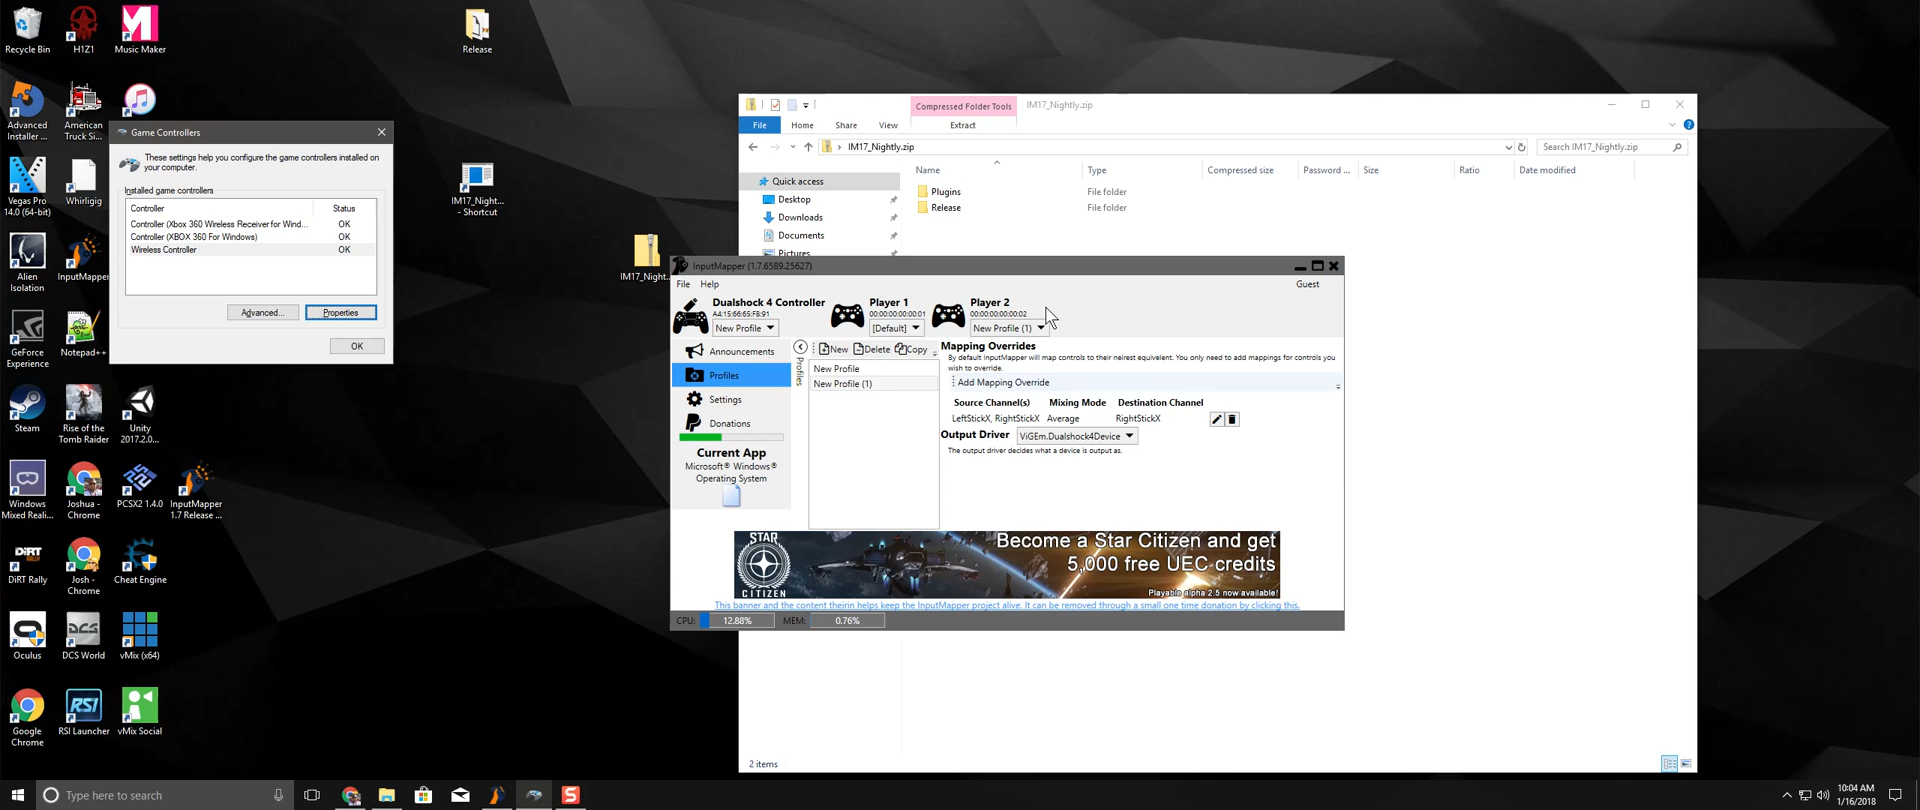 Recycle Bin
H1Z1
Music Maker
Release
Advanced
Installer ...
American
Truck Si...
Vegas Pro
14.0 (64-bit)
Whirligig
Alien
Isolation
InputMapper
GeForce
Experience
Notepad++
Steam
Rise of the
Tomb Raider
Unity
2017.2.0...
Windows
Mixed Reali...
Joshua -
Chrome
PCSX2 1.4.0
InputMapper
1.7 Release ...
DiRT Rally
Josh -
Chrome
Cheat Engine
Oculus
DCS World
vMix (x64)
Google
Chrome
RSI Launcher
vMix Social
IM17_Nightl...
- Shortcut
IM17_Night...
Game Controllers
These settings help you configure the game controllers installed on
your computer.
Installed game controllers
Controller Status
Controller (Xbox 360 Wireless Receiver for Wind... OK
Controller (XBOX 360 For Windows) OK
Wireless Controller OK
Advanced... Properties
OK
Compressed Folder Tools IM17_Nightly.zip
File Home Share View Extract
IM17_Nightly.zip Search IM17_Nightly.zip
Name Type Compressed size Password ... Size Ratio Date modified
Quick access
Desktop
Downloads
Documents
Pictures
Plugins File folder
Release File folder
2 items
InputMapper (1.7.6589.25627)
File Help Guest
Dualshock 4 Controller Player 1 Player 2
A4:15:66:65:FB:91 00:00:00:00:00:01 00:00:00:00:00:02
New Profile [Default] New Profile (1)
Announcements
Profiles
Settings
Donations
Current App
Microsoft® Windows®
Operating System
Profiles
New Delete Copy
New Profile
New Profile (1)
Mapping Overrides
By default InputMapper will map controls to their neirest equivelent. You only need to add mappings for controls you
wish to override.
Add Mapping Override
Source Channel(s) Mixing Mode Destination Channel
LeftStickX, RightStickX Average RightStickX
Output Driver ViGEm.Dualshock4Device
The output driver decides what a device is output as.
STAR
CITIZEN
Become a Star Citizen and get
5,000 free UEC credits
Playable alpha 2.5 now available!
This banner and the content theirin helps keep the InputMapper project alive. It can be removed through a small one time donation by clicking this.
CPU: 12.88% MEM: 0.76%
Type here to search
10:04 AM
1/16/2018